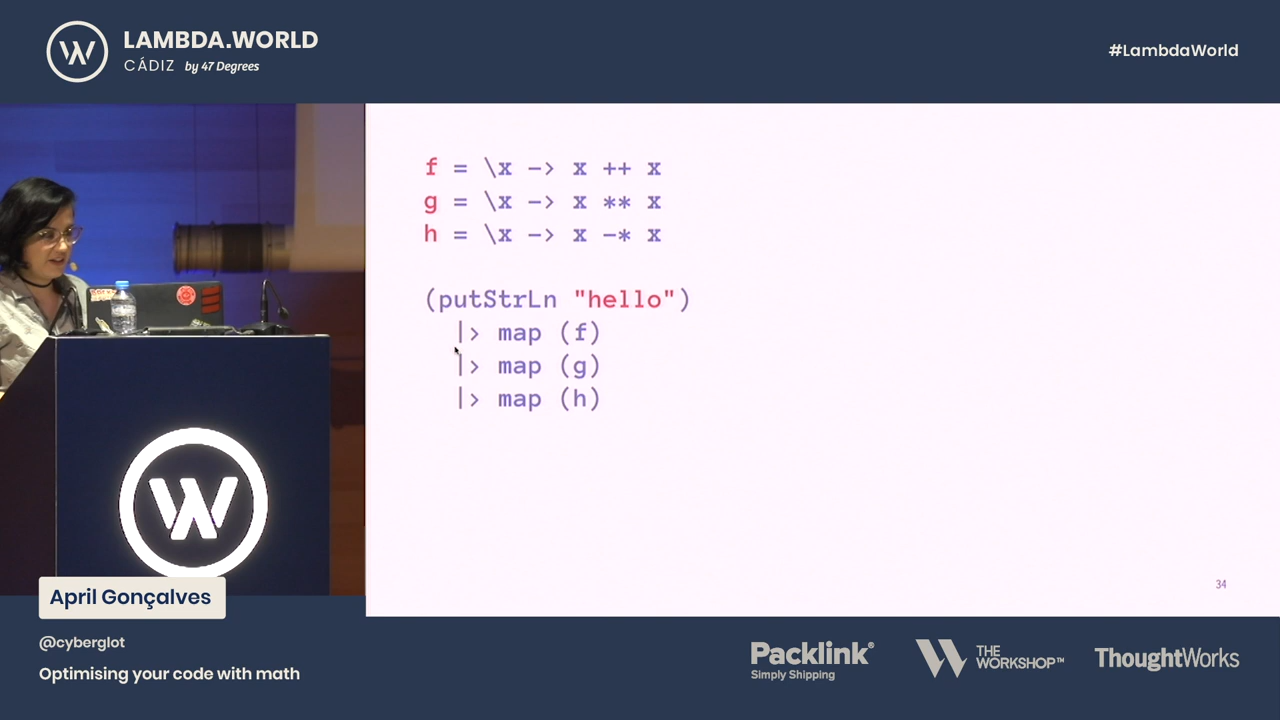 LAMBDA.WORLD
CÁDIZ by 47 Degrees
#LambdaWorld
f = \x -> x ++ x
g = \x -> x ** x
h = \x -> x -* x
(putStrLn "hello")
|> map (f)
|> map (g)
|> map (h)
34
April Gonçalves
@cyberglot
Optimising your code with math
Packlink®
Simply Shipping
THE
WORKSHOP™
ThoughtWorks